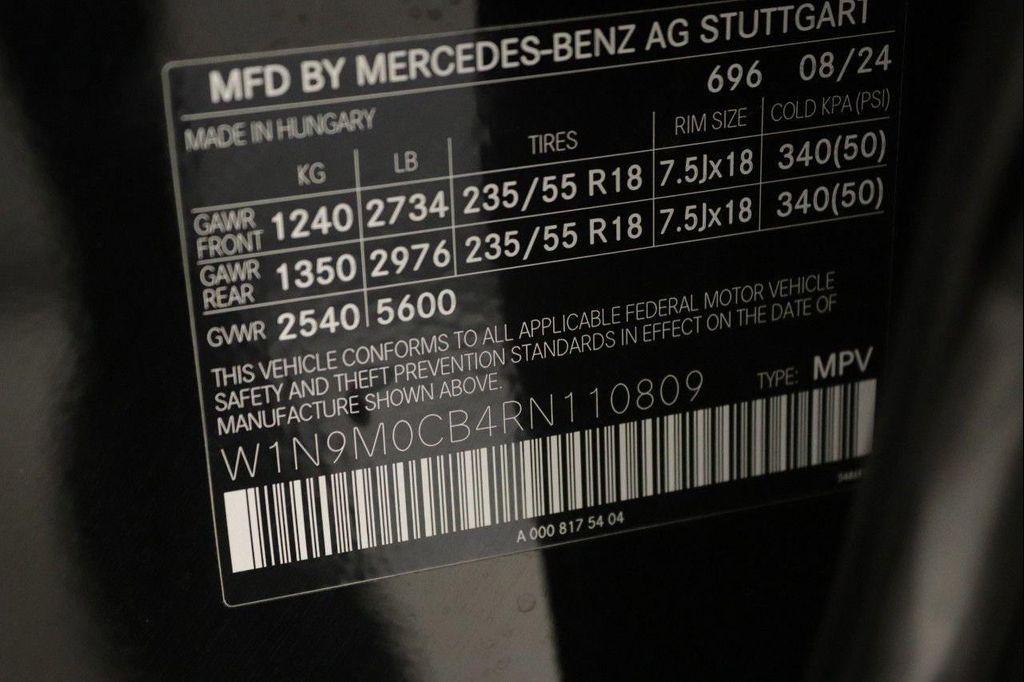 MFD BY MERCEDES-BENZ AG STUTTGART
696 08/24
MADE IN HUNGARY
KG LB TIRES RIM SIZE COLD KPA (PSI)
GAWR FRONT 1240 2734 235/55 R18 7.5Jx18 340(50)
GAWR REAR 1350 2976 235/55 R18 7.5Jx18 340(50)
GVWR 2540 5600
THIS VEHICLE CONFORMS TO ALL APPLICABLE FEDERAL MOTOR VEHICLE
SAFETY AND THEFT PREVENTION STANDARDS IN EFFECT ON THE DATE OF
MANUFACTURE SHOWN ABOVE.
W1N9M0CB4RN110809 TYPE: MPV
A 000 817 54 04